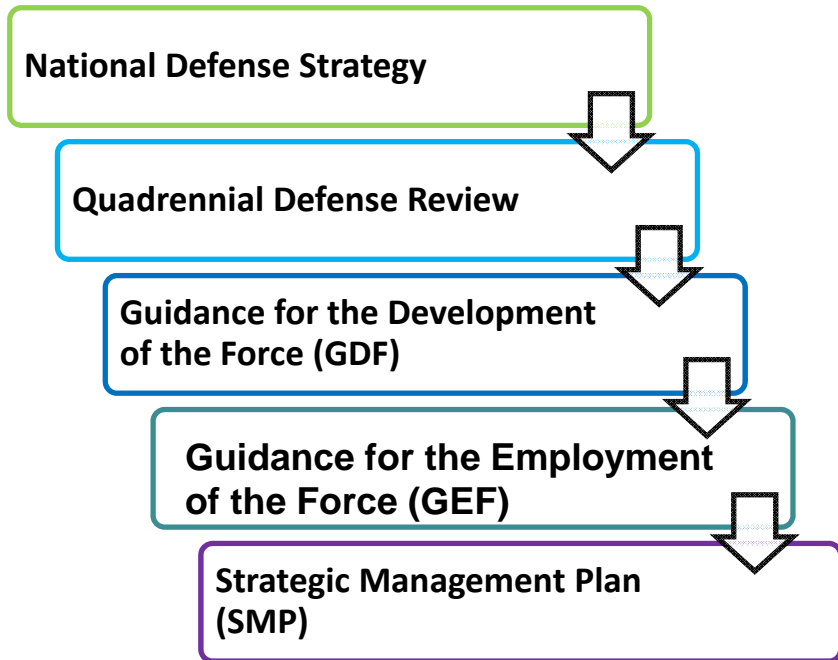 National Defense Strategy
Quadrennial Defense Review
Guidance for the Development
of the Force (GDF)
Guidance for the Employment
of the Force (GEF)
Strategic Management Plan
(SMP)